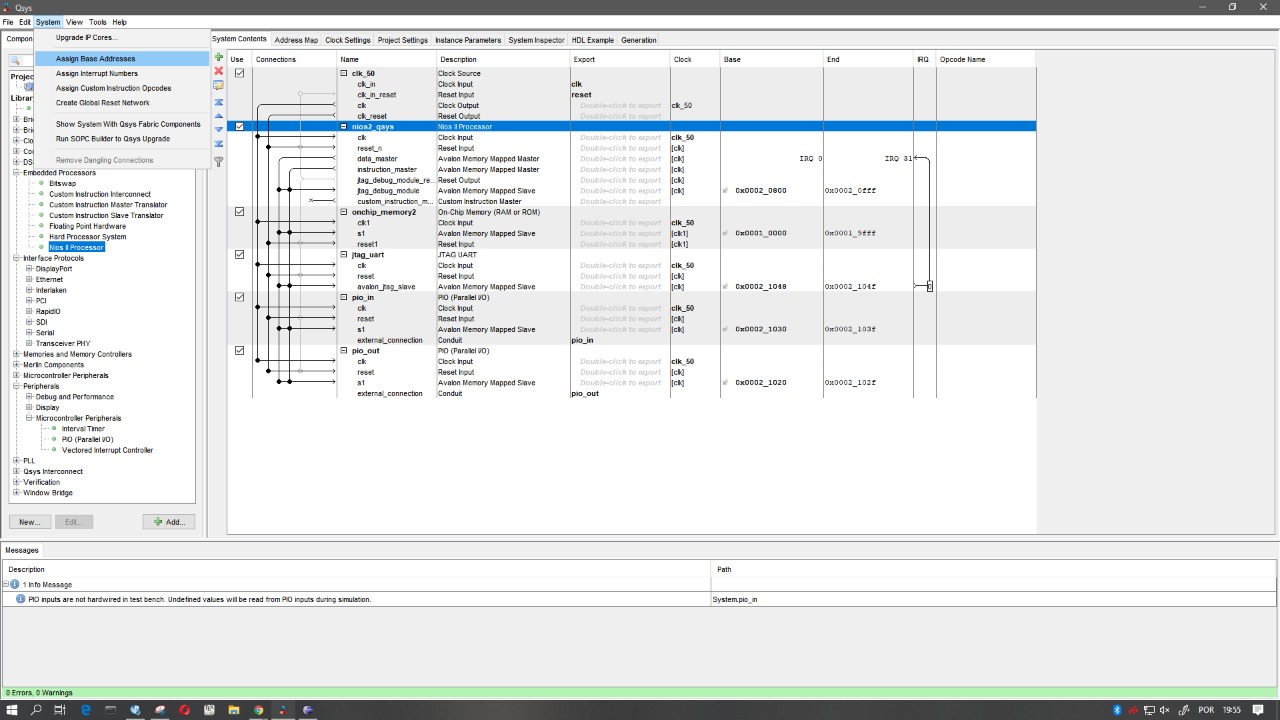 Qsys
File Edit System View Tools Help
Compon System Contents Address Map Clock Settings Project Settings Instance Parameters System Inspector HDL Example Generation
Upgrade IP Cores...
Assign Base Addresses
Assign Interrupt Numbers
Assign Custom Instruction Opcodes
Create Global Reset Network
Show System With Qsys Fabric Components
Run SOPC Builder to Qsys Upgrade
Remove Dangling Connections
Projec
Librar
Embedded Processors
Bitswap
Custom Instruction Interconnect
Custom Instruction Master Translator
Custom Instruction Slave Translator
Floating Point Hardware
Hard Processor System
Nios II Processor
Interface Protocols
DisplayPort
Ethernet
Interlaken
PCI
RapidIO
SDI
Serial
Transceiver PHY
Memories and Memory Controllers
Merlin Components
Microcontroller Peripherals
Peripherals
Debug and Performance
Display
Microcontroller Peripherals
Interval Timer
PIO (Parallel I/O)
Vectored Interrupt Controller
PLL
Qsys Interconnect
Verification
Window Bridge
New... Edit... Add...
Use Connections Name Description Export Clock Base End IRQ Opcode Name
clk_50 Clock Source
clk_in Clock Input clk
clk_in_reset Reset Input reset
clk Clock Output Double-click to export clk_50
clk_reset Reset Output Double-click to export
nios2_qsys Nios II Processor
clk Clock Input Double-click to export clk_50
reset_n Reset Input Double-click to export [clk]
data_master Avalon Memory Mapped Master Double-click to export [clk] IRQ 0 IRQ 31
instruction_master Avalon Memory Mapped Master Double-click to export [clk]
jtag_debug_module_re... Reset Output Double-click to export [clk]
jtag_debug_module Avalon Memory Mapped Slave Double-click to export [clk] 0x0002_0800 0x0002_0fff
custom_instruction_m... Custom Instruction Master Double-click to export
onchip_memory2 On-Chip Memory (RAM or ROM)
clk1 Clock Input Double-click to export clk_50
s1 Avalon Memory Mapped Slave Double-click to export [clk1] 0x0001_0000 0x0001_9fff
reset1 Reset Input Double-click to export [clk1]
jtag_uart JTAG UART
clk Clock Input Double-click to export clk_50
reset Reset Input Double-click to export [clk]
avalon_jtag_slave Avalon Memory Mapped Slave Double-click to export [clk] 0x0002_1048 0x0002_104f
pio_in PIO (Parallel I/O)
clk Clock Input Double-click to export clk_50
reset Reset Input Double-click to export [clk]
s1 Avalon Memory Mapped Slave Double-click to export [clk] 0x0002_1030 0x0002_103f
external_connection Conduit pio_in
pio_out PIO (Parallel I/O)
clk Clock Input Double-click to export clk_50
reset Reset Input Double-click to export [clk]
s1 Avalon Memory Mapped Slave Double-click to export [clk] 0x0002_1020 0x0002_102f
external_connection Conduit pio_out
Messages
Description Path
1 Info Message
PIO inputs are not hardwired in test bench. Undefined values will be read from PIO inputs during simulation. System.pio_in
0 Errors, 0 Warnings
POR 19:55